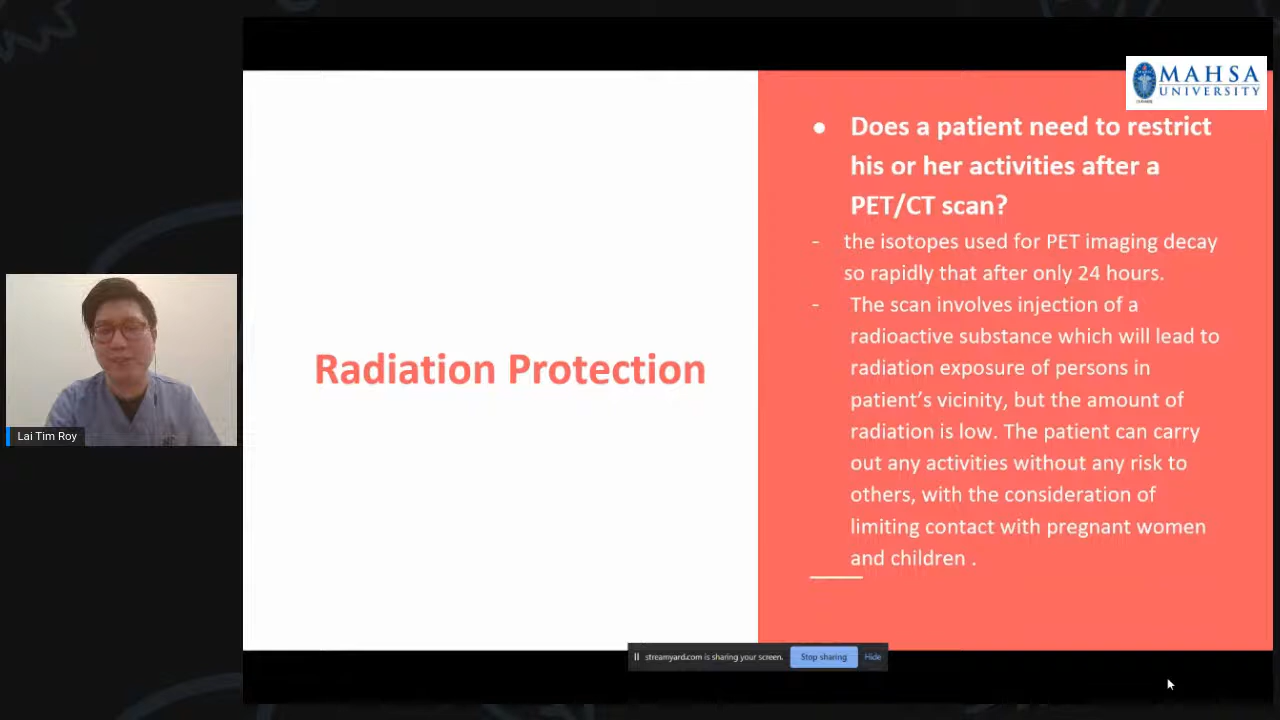 MAHSA
UNIVERSITY
● Does a patient need to restrict
his or her activities after a
PET/CT scan?
- the isotopes used for PET imaging decay
so rapidly that after only 24 hours.
- The scan involves injection of a
radioactive substance which will lead to
radiation exposure of persons in
patient's vicinity, but the amount of
radiation is low. The patient can carry
out any activities without any risk to
others, with the consideration of
limiting contact with pregnant women
and children .
Radiation Protection
Lai Tim Roy
streamyard.com is sharing your screen.
Stop sharing
Hide